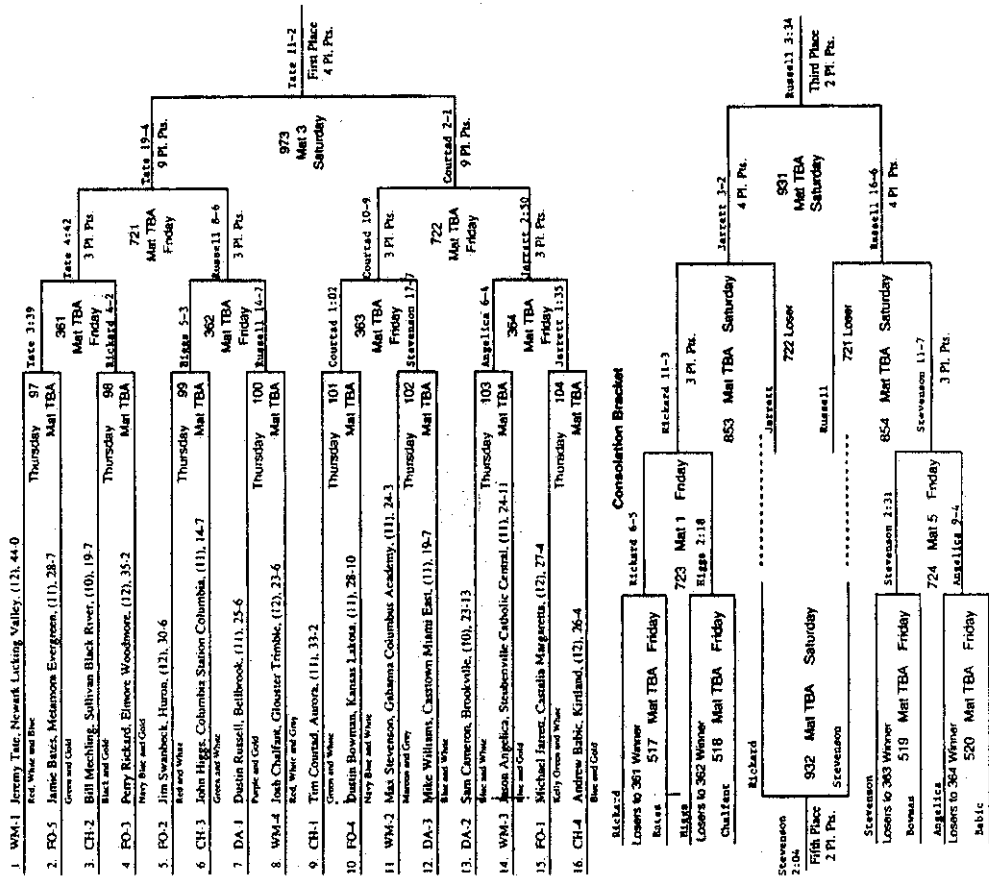 1 WM-1 Jeremy Tate, Newark Licking Valley, (12), 44-0
Red, White and Blue
Thursday 97
Mat TBA
2. FO-5 Jamie Bates, Metamora Evergreen, (11), 28-7
Green and Gold
3. CH-2 Bill Mechling, Sullivan Black River, (10), 19-7
Black and Gold
Thursday 98
Mat TBA
4 FO-3 Perry Rickard, Elmore Woodmore, (12), 35-2
Navy Blue and Gold
5. FO-2 Jim Swanbeck, Huron, (12), 30-6
Red and White
Thursday 99
Mat TBA
6 CH-3 John Higgs, Columbia Station Columbia, (11), 14-7
Green and White
7 DA-1 Dustin Russell, Bellbrook, (11), 25-6
Purple and Gold
Thursday 100
Mat TBA
8 WM-4 Josh Chalfant, Glouster Trimble, (12), 23-6
Red, White and Grey
9 CH-1 Tim Courtad, Aurora, (11), 33-2
Green and White
Thursday 101
Mat TBA
10 FO-4 Dustin Bowman, Kansas Lakota, (11), 28-10
Navy Blue and White
11 WM-2 Max Stevenson, Gahanna Columbus Academy, (11), 24-3
Maroon and Grey
Thursday 102
Mat TBA
12. DA-3 Mike Williams, Casstown Miami East, (11), 19-7
Blue and White
13. DA-2 Sam Cameron, Brookville, (10), 23-13
Blue and White
Thursday 103
Mat TBA
14. WM-3 Jason Angelica, Steubenville Catholic Central, (11), 24-11
Blue and Gold
15. FO-1 Michael Jarrett, Castalia Margaretta, (12), 27-4
Kelly Green and White
Thursday 104
Mat TBA
16. CH-4 Andrew Babic, Kirtland, (12), 26-4
Blue and Gold
Tate 3:39
361
Mat TBA
Friday
Rickard 4-2
Higgs 5-3
362
Mat TBA
Friday
Russell 14-7
Courtad 1:02
363
Mat TBA
Friday
Stevenson 17-7
Angelica 6-4
364
Mat TBA
Friday
Jarrett 1:35
Tate 4:42
3 Pl. Pts.
721
Mat TBA
Friday
Russell 8-6
3 Pl. Pts.
Courtad 10-9
3 Pl. Pts.
722
Mat TBA
Friday
Jarrett 2:50
3 Pl. Pts.
Tate 19-4
9 Pl. Pts.
973
Mat 3
Saturday
Courtad 2-1
9 Pl. Pts.
Tate 11-2
First Place
4 Pl. Pts.
Consolation Bracket
Rickard
Losers to 361 Winner
517 Mat TBA Friday
Bates
Higgs
Losers to 362 Winner
518 Mat TBA Friday
Chalfant
Rickard 6-5
723 Mat 1 Friday
Higgs 2:18
Rickard 11-3
3 Pl. Pts.
853 Mat TBA Saturday
Jarrett
722 Loser
Jarrett 3-2
4 Pl. Pts.
931
Mat TBA
Saturday
Russell 16-6
4 Pl. Pts.
Russell 3:34
Third Place
2 Pl. Pts.
Rickard
932 Mat TBA Saturday
Stevenson
Stevenson
2:04
Fifth Place
2 Pl. Pts.
Russell
721 Loser
854 Mat TBA Saturday
Stevenson 11-7
3 Pl. Pts.
Stevenson
Losers to 363 Winner
519 Mat TBA Friday
Bowman
Angelica
Losers to 364 Winner
520 Mat TBA Friday
Babic
Stevenson 2:31
724 Mat 5 Friday
Angelica 9-4